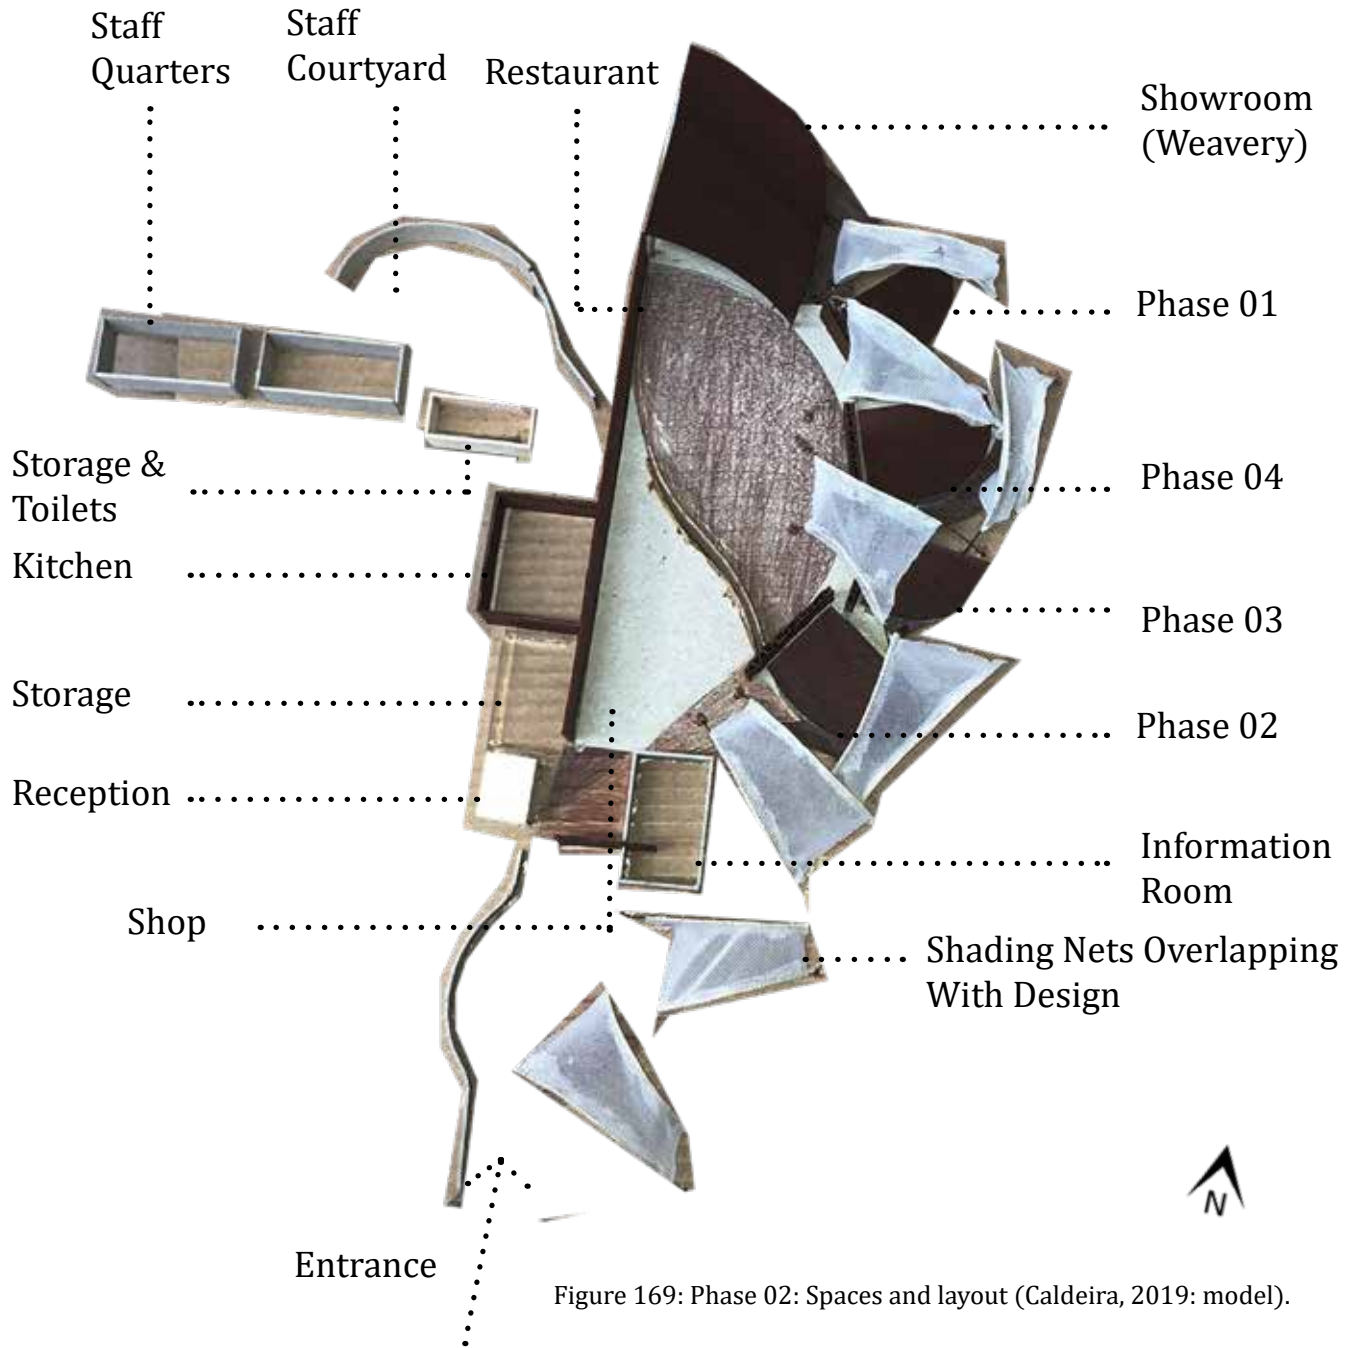 Staff
Quarters
Staff
Courtyard
Restaurant
Showroom
(Weavery)
Phase 01
Storage &
Toilets
Phase 04
Kitchen
Phase 03
Storage
Phase 02
Reception
Information
Room
Shop
Shading Nets Overlapping
With Design
N
Entrance
Figure 169: Phase 02: Spaces and layout (Caldeira, 2019: model).